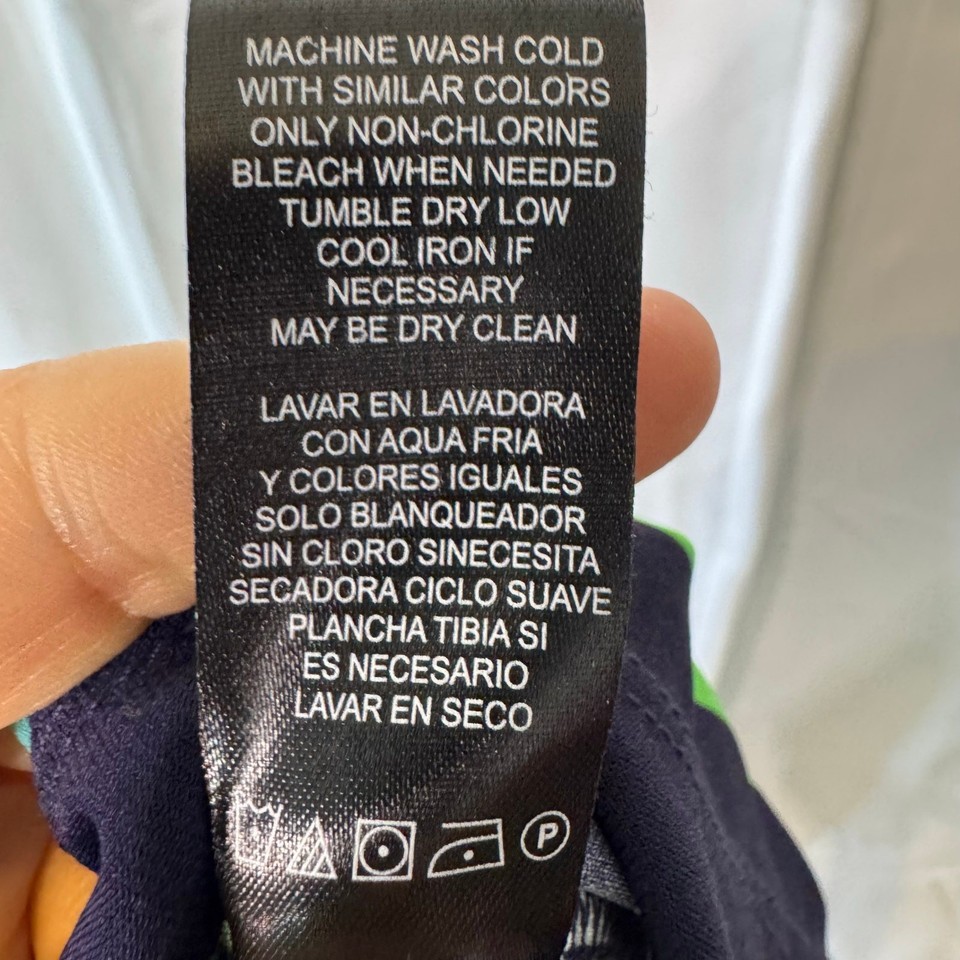 MACHINE WASH COLD
WITH SIMILAR COLORS
ONLY NON-CHLORINE
BLEACH WHEN NEEDED
TUMBLE DRY LOW
COOL IRON IF
NECESSARY
MAY BE DRY CLEAN
LAVAR EN LAVADORA
CON AQUA FRIA
Y COLORES IGUALES
SOLO BLANQUEADOR
SIN CLORO SINECESITA
SECADORA CICLO SUAVE
PLANCHA TIBIA SI
ES NECESARIO
LAVAR EN SECO
P